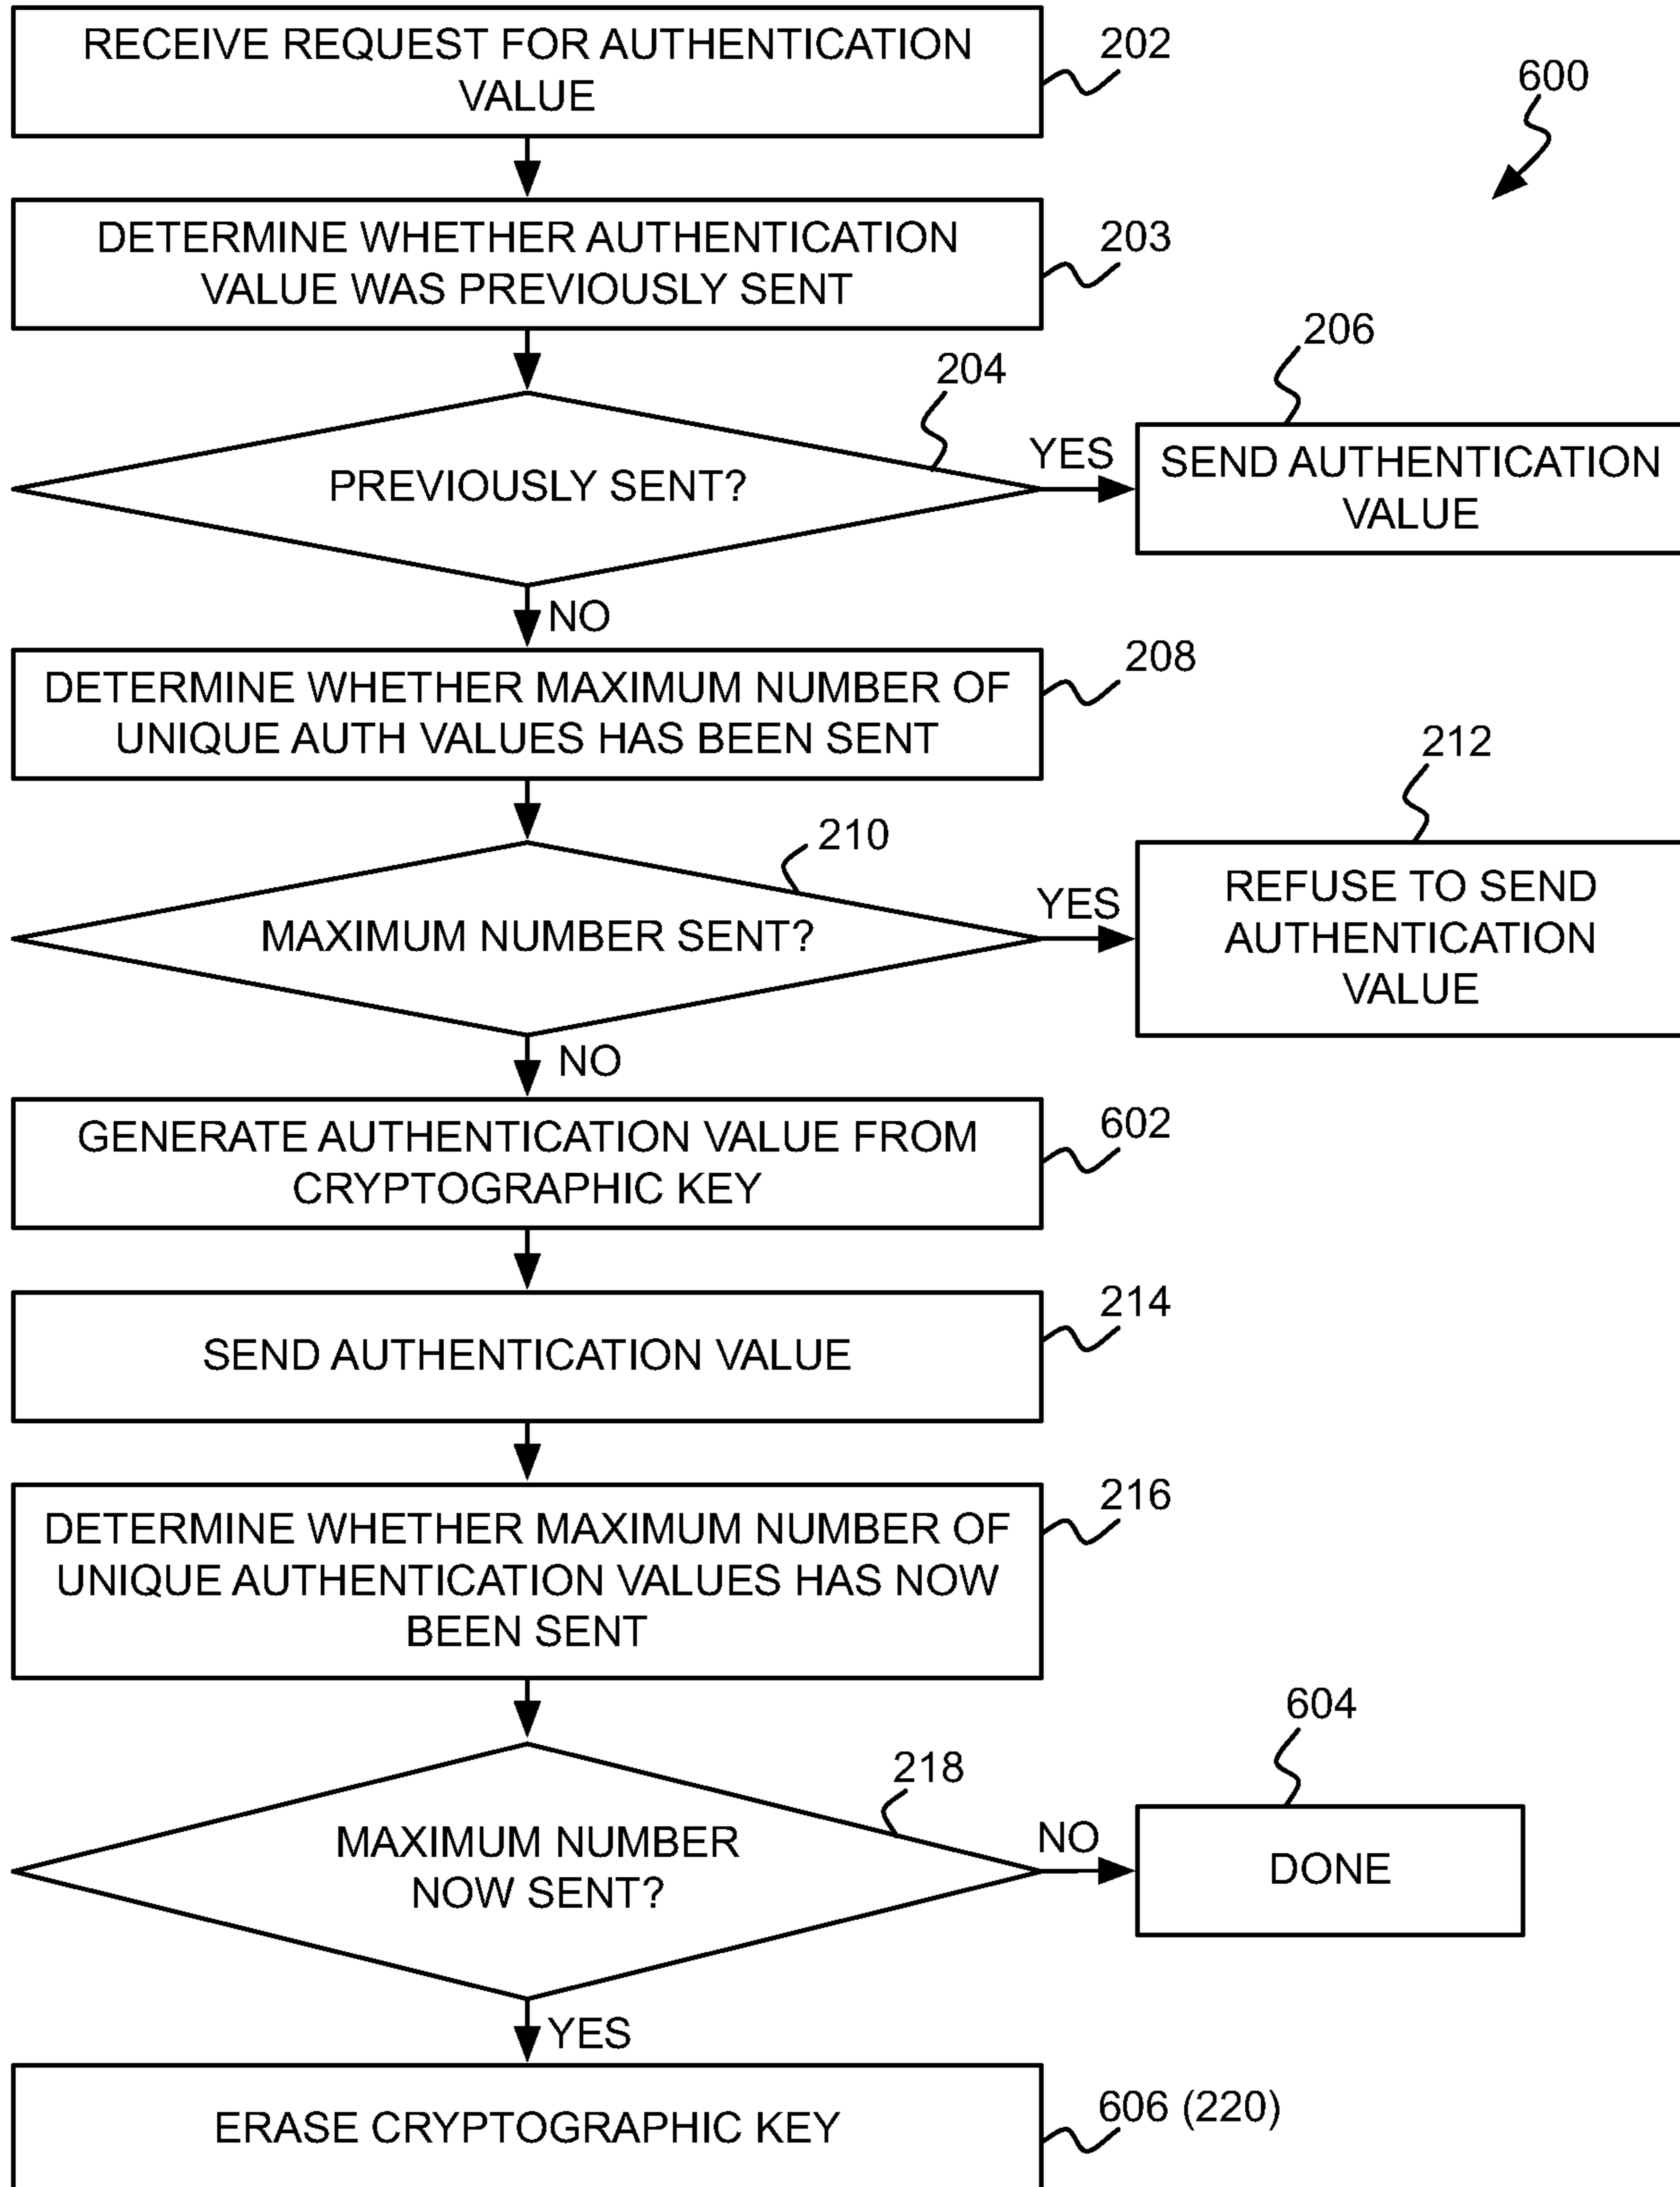 RECEIVE REQUEST FOR AUTHENTICATION
VALUE
202
600
DETERMINE WHETHER AUTHENTICATION
VALUE WAS PREVIOUSLY SENT
203
206
204
PREVIOUSLY SENT?
YES
SEND AUTHENTICATION
VALUE
NO
DETERMINE WHETHER MAXIMUM NUMBER OF
UNIQUE AUTH VALUES HAS BEEN SENT
208
212
210
MAXIMUM NUMBER SENT?
YES
REFUSE TO SEND
AUTHENTICATION
VALUE
NO
GENERATE AUTHENTICATION VALUE FROM
CRYPTOGRAPHIC KEY
602
SEND AUTHENTICATION VALUE
214
DETERMINE WHETHER MAXIMUM NUMBER OF
UNIQUE AUTHENTICATION VALUES HAS NOW
BEEN SENT
216
604
218
MAXIMUM NUMBER
NOW SENT?
NO
DONE
YES
ERASE CRYPTOGRAPHIC KEY
606 (220)